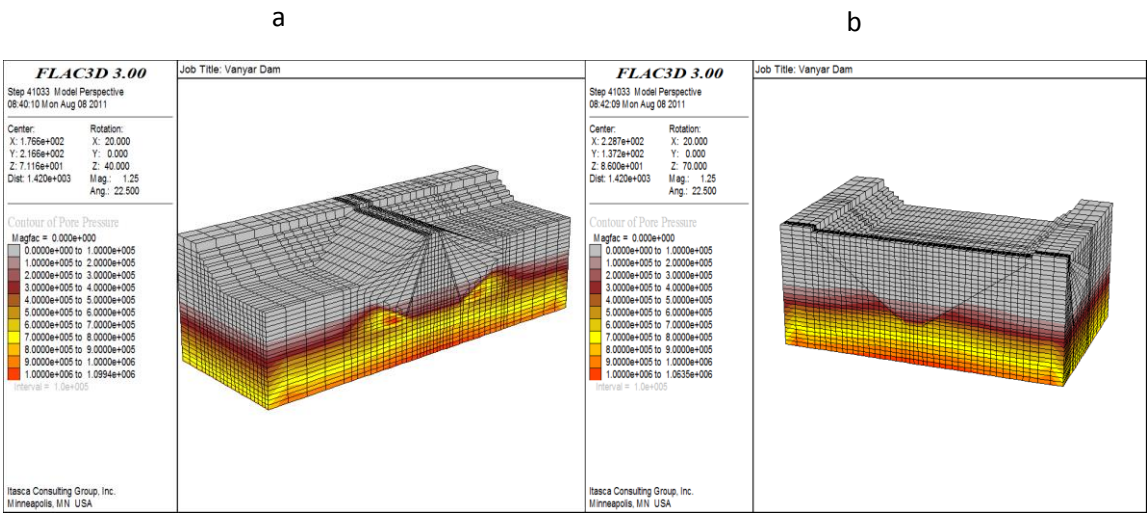 a
b
FLAC3D 3.00
Step 41033 Model Perspective
08:40:10 Mon Aug 08 2011
Center:
X: 1.766e+002
Y: 2.166e+002
Z: 7.116e+001
Dist: 1.420e+003
Rotation:
X: 20.000
Y: 0.000
Z: 40.000
Mag.: 1.25
Ang.: 22.500
Contour of Pore Pressure
Magfac = 0.000e+000
0.0000e+000 to 1.0000e+005
1.0000e+005 to 2.0000e+005
2.0000e+005 to 3.0000e+005
3.0000e+005 to 4.0000e+005
4.0000e+005 to 5.0000e+005
5.0000e+005 to 6.0000e+005
6.0000e+005 to 7.0000e+005
7.0000e+005 to 8.0000e+005
8.0000e+005 to 9.0000e+005
9.0000e+005 to 1.0000e+006
1.0000e+006 to 1.0994e+006
Interval = 1.0e+005
Itasca Consulting Group, Inc.
Minneapolis, MN USA
Job Title: Vanyar Dam
FLAC3D 3.00
Step 41033 Model Perspective
08:42:09 Mon Aug 08 2011
Center:
X: 2.287e+002
Y: 1.372e+002
Z: 8.600e+001
Dist: 1.420e+003
Rotation:
X: 20.000
Y: 0.000
Z: 70.000
Mag.: 1.25
Ang.: 22.500
Contour of Pore Pressure
Magfac = 0.000e+000
0.0000e+000 to 1.0000e+005
1.0000e+005 to 2.0000e+005
2.0000e+005 to 3.0000e+005
3.0000e+005 to 4.0000e+005
4.0000e+005 to 5.0000e+005
5.0000e+005 to 6.0000e+005
6.0000e+005 to 7.0000e+005
7.0000e+005 to 8.0000e+005
8.0000e+005 to 9.0000e+005
9.0000e+005 to 1.0000e+006
1.0000e+006 to 1.0635e+006
Interval = 1.0e+005
Itasca Consulting Group, Inc.
Minneapolis, MN USA
Job Title: Vanyar Dam